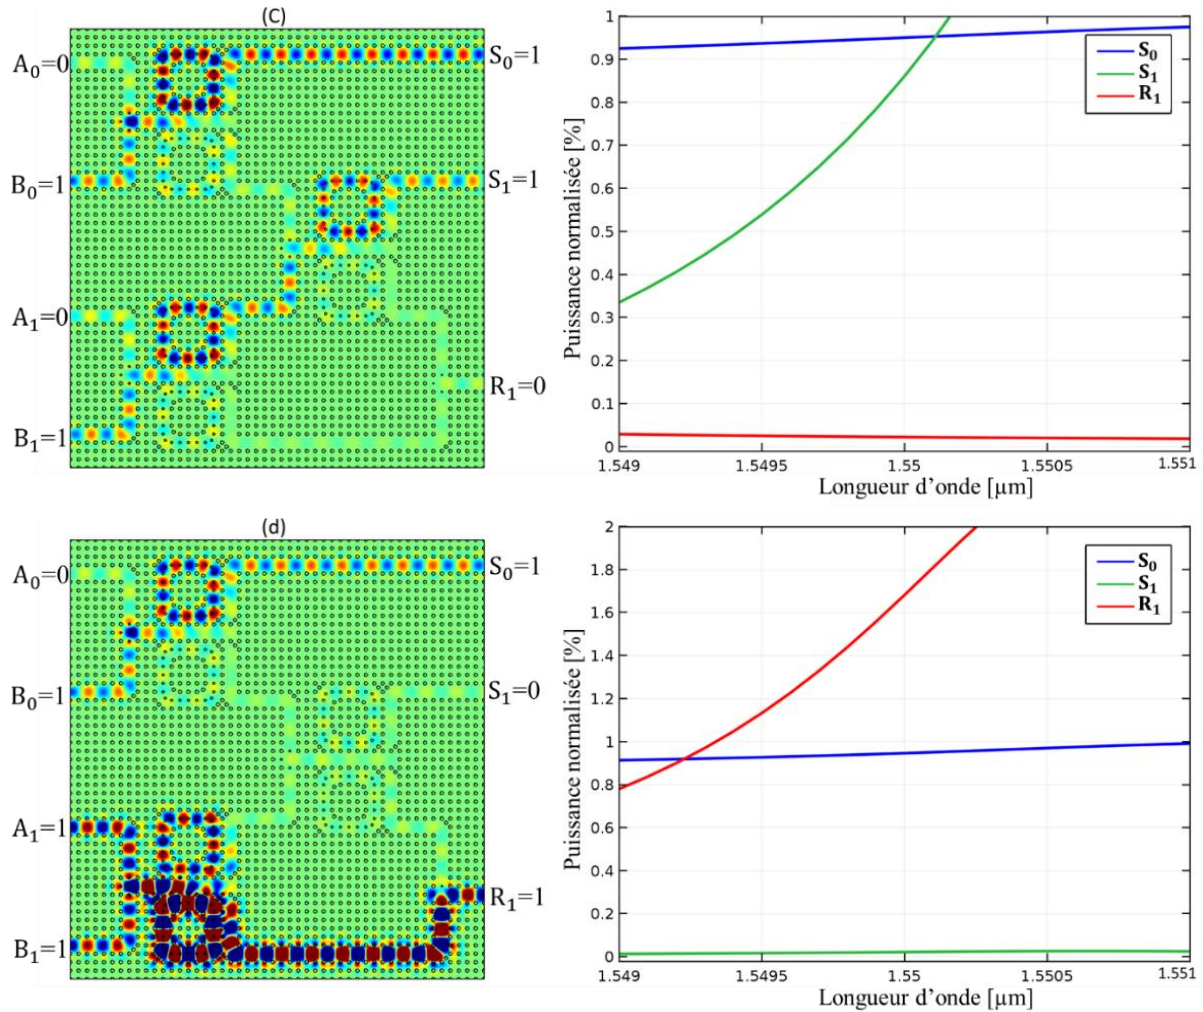 (C)
A₀=0
B₀=1
A₁=0
B₁=1
S₀=1
S₁=1
R₁=0
Puissance normalisée [%]
1
0.9
0.8
0.7
0.6
0.5
0.4
0.3
0.2
0.1
0
S₀
S₁
R₁
1.549
1.5495
1.55
1.5505
1.551
Longueur d’onde [µm]
(d)
A₀=0
B₀=1
A₁=1
B₁=1
S₀=1
S₁=0
R₁=1
Puissance normalisée [%]
2
1.8
1.6
1.4
1.2
1
0.8
0.6
0.4
0.2
0
S₀
S₁
R₁
1.549
1.5495
1.55
1.5505
1.551
Longueur d’onde [µm]